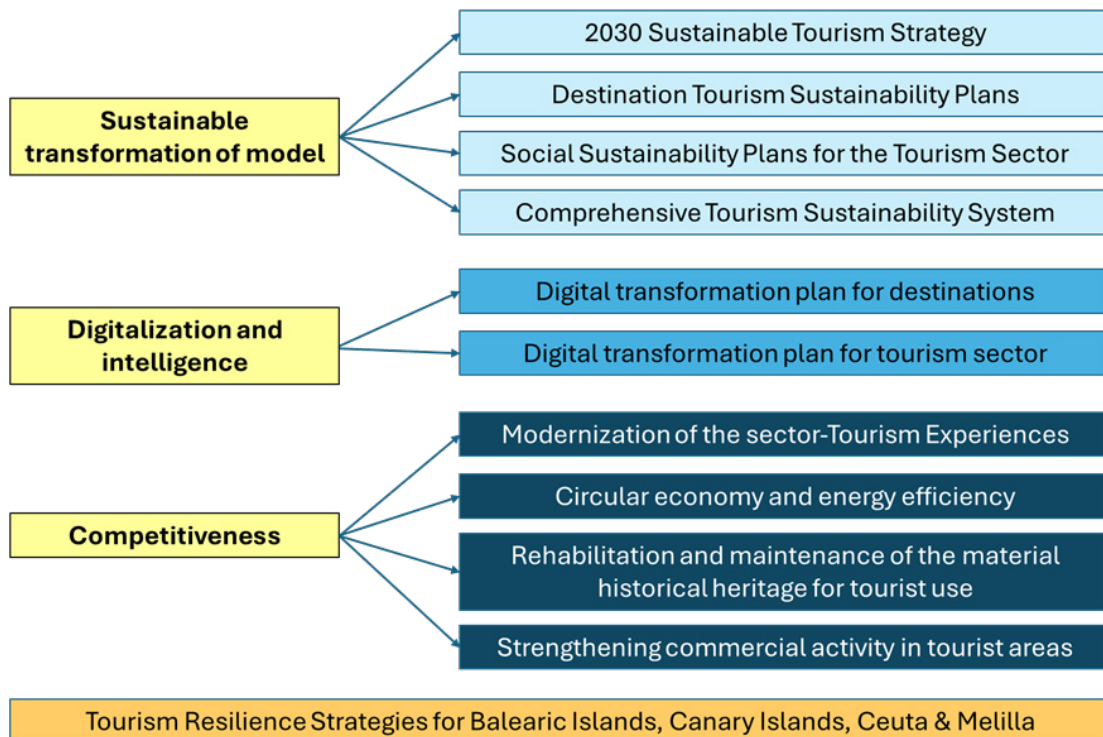 Sustainable
transformation of model
2030 Sustainable Tourism Strategy
Destination Tourism Sustainability Plans
Social Sustainability Plans for the Tourism Sector
Comprehensive Tourism Sustainability System
Digitalization and
intelligence
Digital transformation plan for destinations
Digital transformation plan for tourism sector
Competitiveness
Modernization of the sector-Tourism Experiences
Circular economy and energy efficiency
Rehabilitation and maintenance of the material
historical heritage for tourist use
Strengthening commercial activity in tourist areas
Tourism Resilience Strategies for Balearic Islands, Canary Islands, Ceuta & Melilla